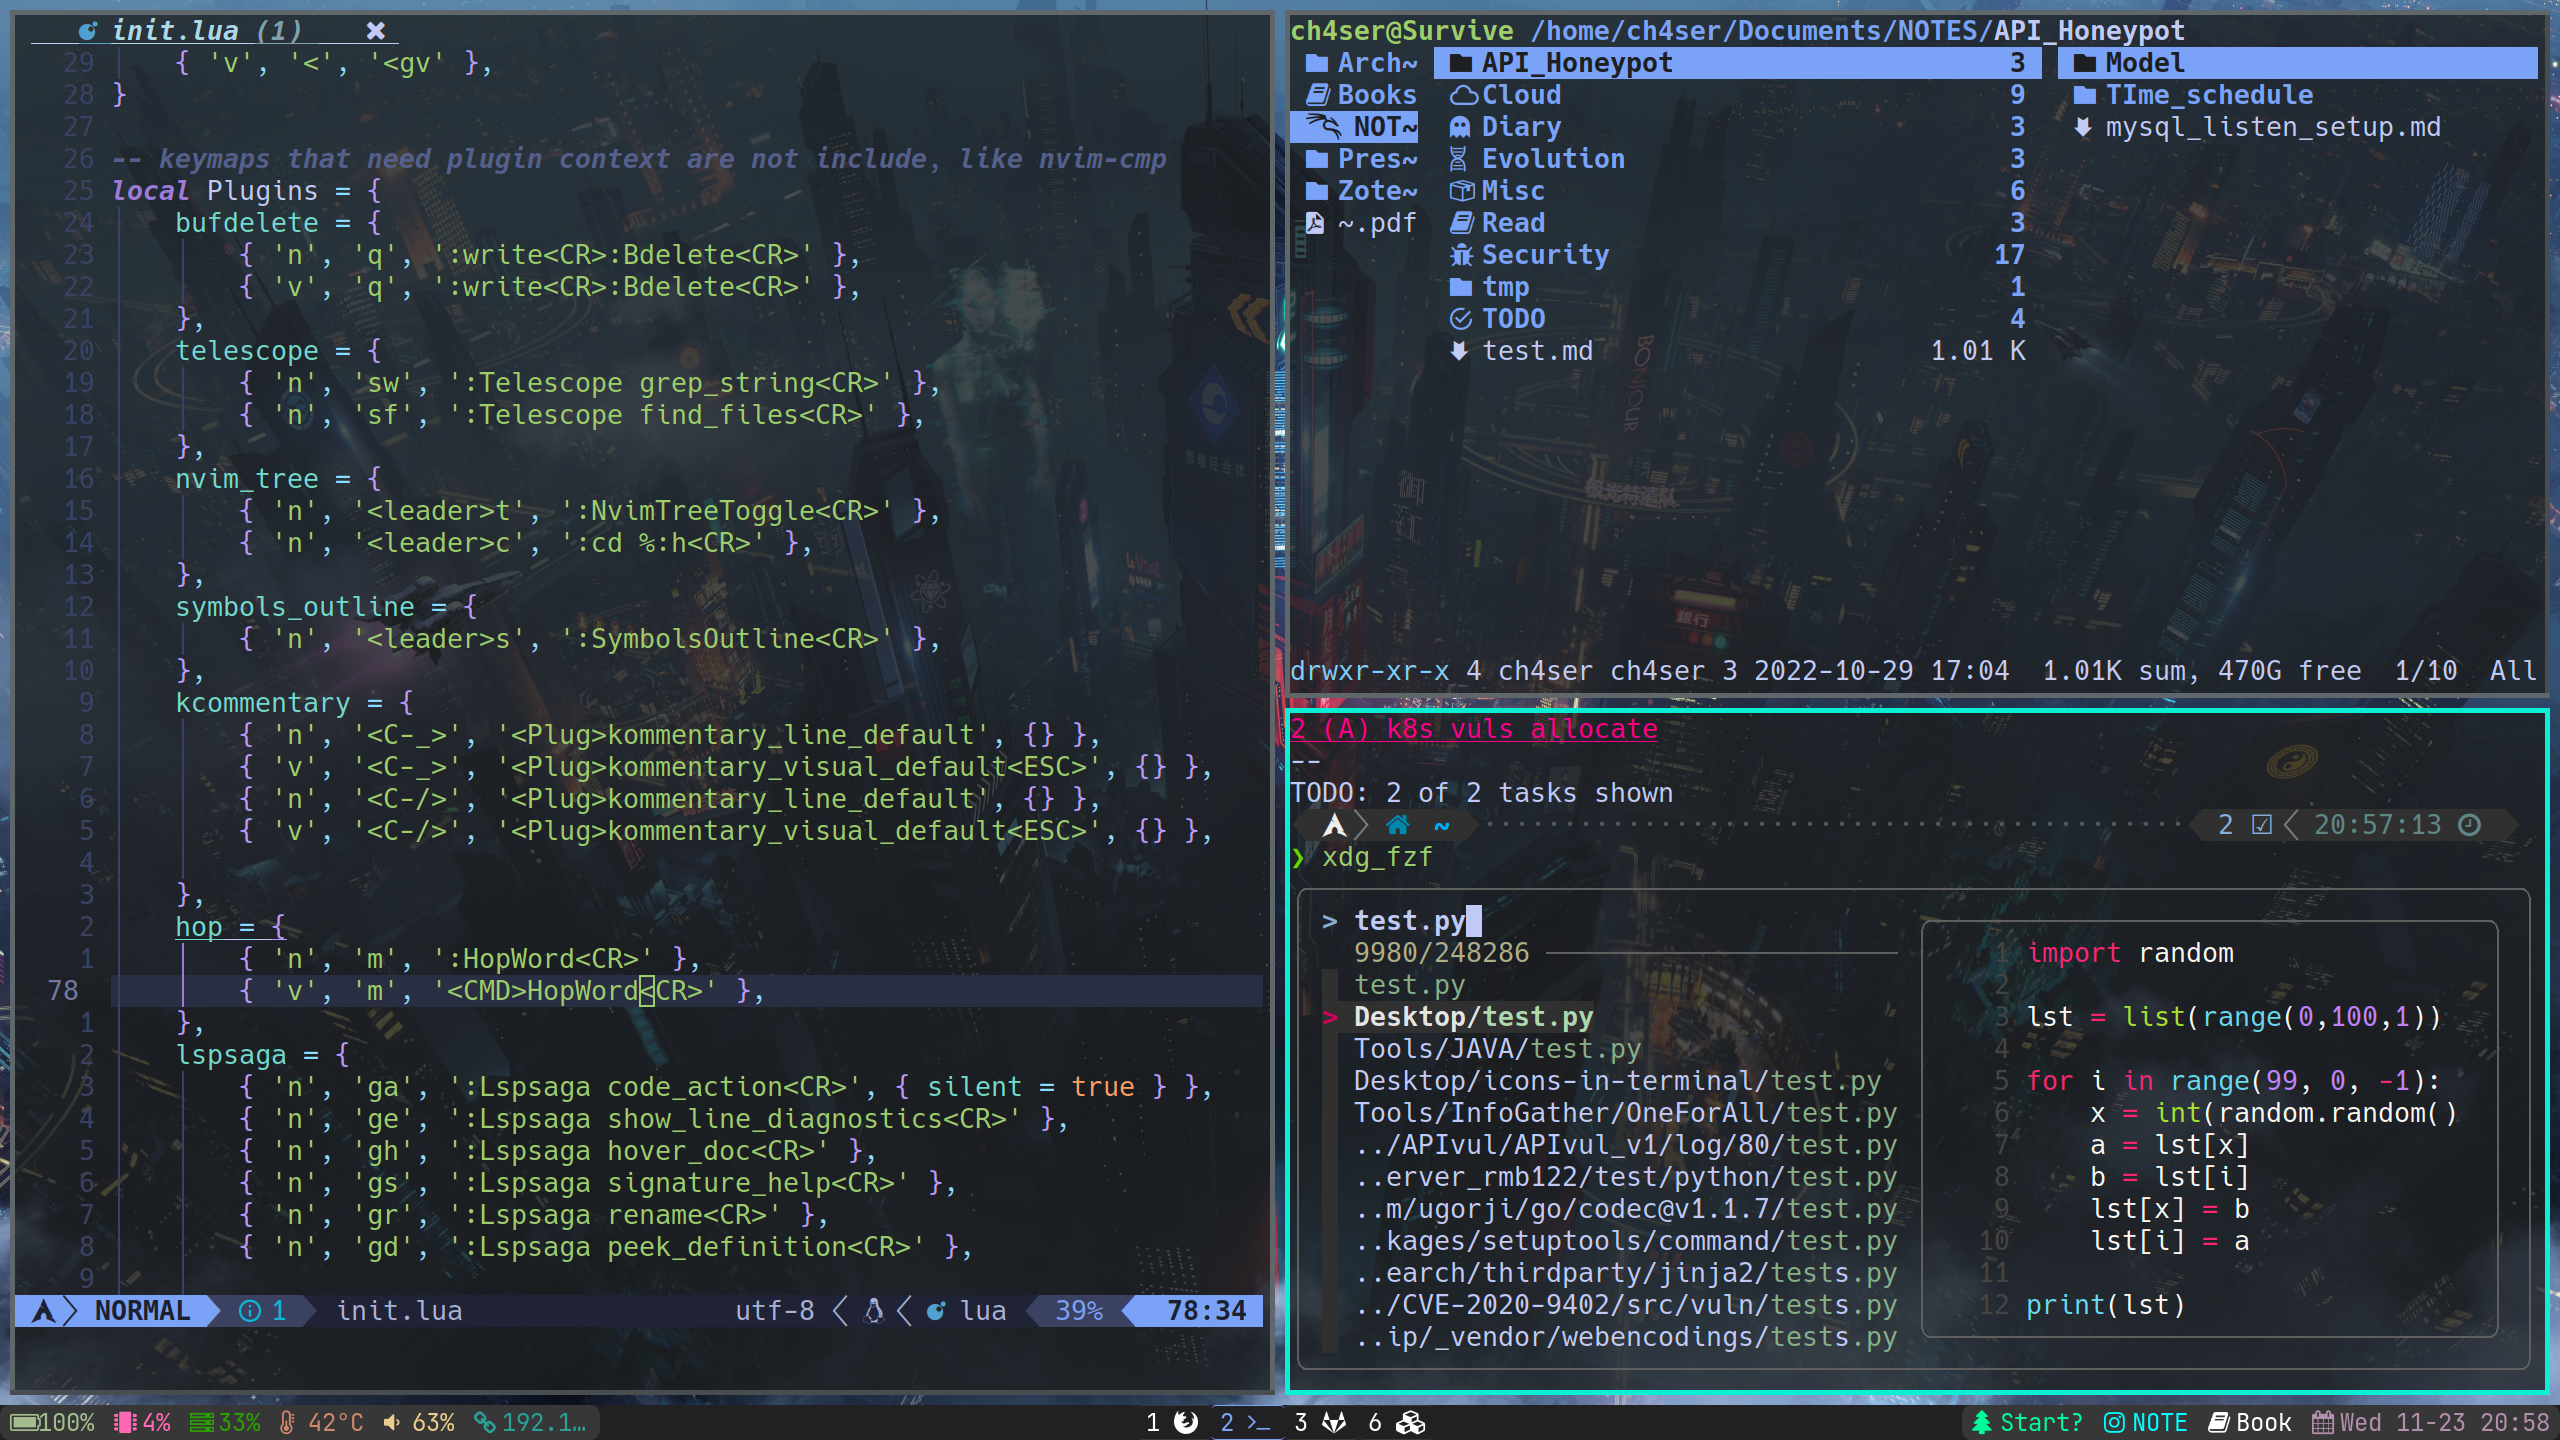 init.lua (1) ✖
29 { 'v', '<', '<gv' },
28 }
27
26 -- keymaps that need plugin context are not include, like nvim-cmp
25 local Plugins = {
24 bufdelete = {
23 { 'n', 'q', ':write<CR>:Bdelete<CR>' },
22 { 'v', 'q', ':write<CR>:Bdelete<CR>' },
21 },
20 telescope = {
19 { 'n', 'sw', ':Telescope grep_string<CR>' },
18 { 'n', 'sf', ':Telescope find_files<CR>' },
17 },
16 nvim_tree = {
15 { 'n', '<leader>t', ':NvimTreeToggle<CR>' },
14 { 'n', '<leader>c', ':cd %:h<CR>' },
13 },
12 symbols_outline = {
11 { 'n', '<leader>s', ':SymbolsOutline<CR>' },
10 },
9 kcommentary = {
8 { 'n', '<C-_>', '<Plug>kommentary_line_default', {} },
7 { 'v', '<C-_>', '<Plug>kommentary_visual_default<ESC>', {} },
6 { 'n', '<C-/>', '<Plug>kommentary_line_default', {} },
5 { 'v', '<C-/>', '<Plug>kommentary_visual_default<ESC>', {} },
4
3 },
2 hop = {
1 { 'n', 'm', ':HopWord<CR>' },
78 { 'v', 'm', '<CMD>HopWord<CR>' },
1 },
2 lspsaga = {
3 { 'n', 'ga', ':Lspsaga code_action<CR>', { silent = true } },
4 { 'n', 'ge', ':Lspsaga show_line_diagnostics<CR>' },
5 { 'n', 'gh', ':Lspsaga hover_doc<CR>' },
6 { 'n', 'gs', ':Lspsaga signature_help<CR>' },
7 { 'n', 'gr', ':Lspsaga rename<CR>' },
8 { 'n', 'gd', ':Lspsaga peek_definition<CR>' },
9
NORMAL 1 init.lua utf-8 lua 39% 78:34
ch4ser@Survive /home/ch4ser/Documents/NOTES/API_Honeypot
Arch~ API_Honeypot 3 Model
Books Cloud 9 TIme_schedule
NOT~ Diary 3 mysql_listen_setup.md
Pres~ Evolution 3
Zote~ Misc 6
~.pdf Read 3
Security 17
tmp 1
TODO 4
test.md 1.01 K
BONJOUR
银行
drwxr-xr-x 4 ch4ser ch4ser 3 2022-10-29 17:04 1.01K sum, 470G free 1/10 All
2 (A) k8s vuls allocate
--
TODO: 2 of 2 tasks shown
~ 2 20:57:13
❯ xdg_fzf
> test.py
9980/248286
test.py
> Desktop/test.py
Tools/JAVA/test.py
Desktop/icons-in-terminal/test.py
Tools/InfoGather/OneForAll/test.py
../APIvul/APIvul_v1/log/80/test.py
..erver_rmb122/test/python/test.py
..m/ugorji/go/codec@v1.1.7/test.py
..kages/setuptools/command/test.py
..earch/thirdparty/jinja2/tests.py
../CVE-2020-9402/src/vuln/tests.py
..ip/_vendor/webencodings/tests.py
1 import random
2
3 lst = list(range(0,100,1))
4
5 for i in range(99, 0, -1):
6 x = int(random.random()
7 a = lst[x]
8 b = lst[i]
9 lst[x] = b
10 lst[i] = a
11
12 print(lst)
100% 4% 33% 42°C 63% 192.1… 1 2 >_ 3 6 Start? NOTE Book Wed 11-23 20:58